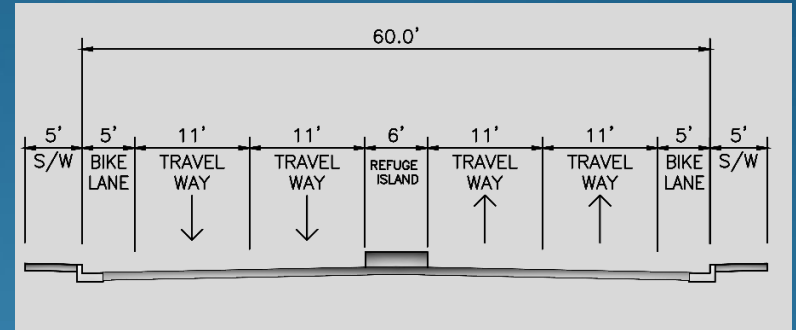 60.0'
5' 5' 11' 11' 6' 11' 11' 5' 5'
S/W BIKE LANE TRAVEL WAY TRAVEL WAY REFUGE ISLAND TRAVEL WAY TRAVEL WAY BIKE LANE S/W